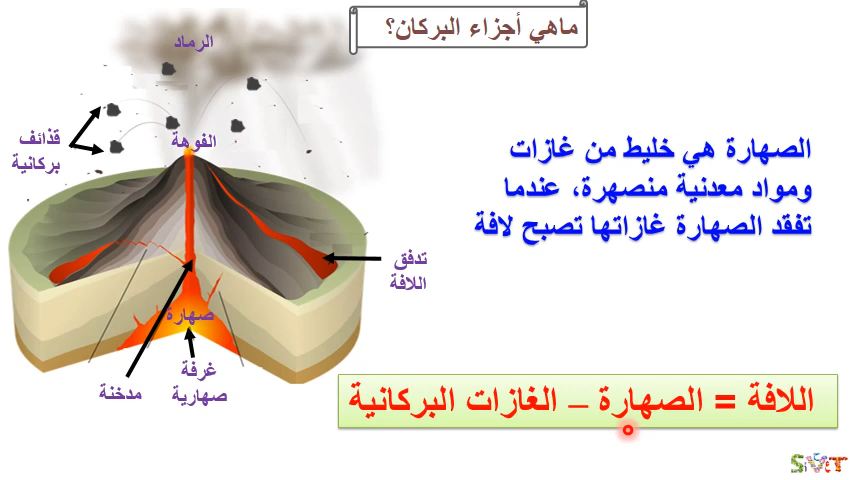 ماهي أجزاء البركان؟
الرماد
قذائف
بركانية
الفوهة
الصهارة هي خليط من غازات
ومواد معدنية منصهرة، عندما
تفقد الصهارة غازاتها تصبح لافة
تدفق
اللافة
صهارة
غرفة
صهارية
مدخنة
اللافة = الصهارة – الغازات البركانية